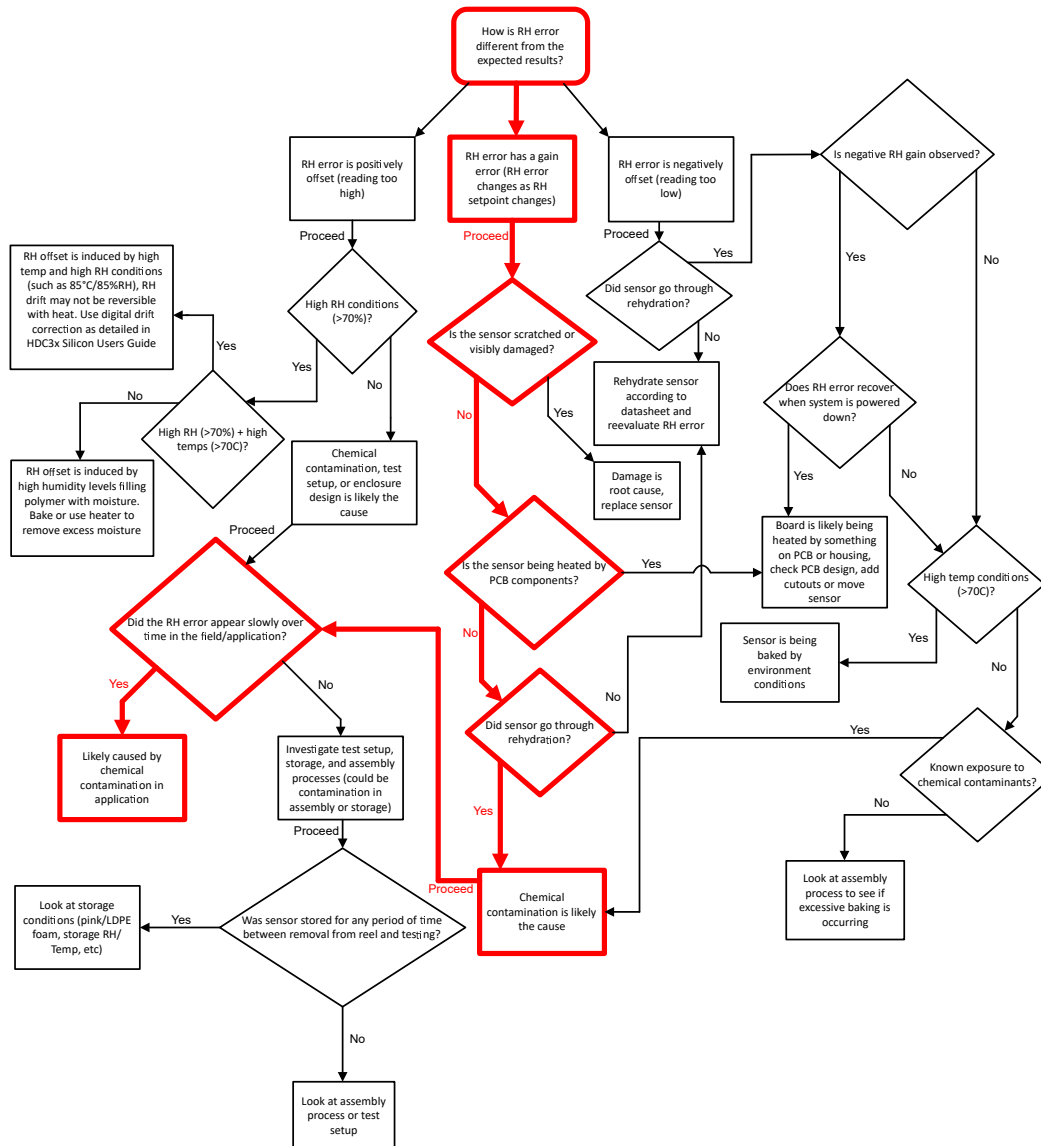 How is RH error
different from the
expected results?
RH error is positively
offset (reading too
high)
RH error has a gain
error (RH error
changes as RH
setpoint changes)
RH error is negatively
offset (reading too
low)
Is negative RH gain observed?
Proceed
Proceed
Proceed
Yes
Yes
No
RH offset is induced by high
temp and high RH conditions
(such as 85°C/85%RH), RH
drift may not be reversible
with heat. Use digital drift
correction as detailed in
HDC3x Silicon Users Guide
High RH conditions
(>70%)?
Is the sensor scratched or
visibly damaged?
Did sensor go through
rehydration?
No
Yes
Yes
No
No
High RH (>70%) + high
temps (>70C)?
No
Yes
Rehydrate sensor
according to
datasheet and
reevaluate RH error
Does RH error recover
when system is powered
down?
Yes
No
RH offset is induced by
high humidity levels filling
polymer with moisture.
Bake or use heater to
remove excess moisture
Chemical
contamination, test
setup, or enclosure
design is likely the
cause
Damage is
root cause,
replace sensor
Proceed
Is the sensor being heated by
PCB components?
Yes
Board is likely being
heated by something
on PCB or housing,
check PCB design, add
cutouts or move
sensor
High temp conditions
(>70C)?
Did the RH error appear slowly over
time in the field/application?
No
Yes
No
Sensor is being
baked by
environment
conditions
Yes
No
No
Did sensor go through
rehydration?
Yes
Likely caused by
chemical
contamination in
application
Investigate test setup,
storage, and assembly
processes (could be
contamination in
assembly or storage)
Known exposure to
chemical contaminants?
Yes
No
Proceed
Proceed
Chemical
contamination is likely
the cause
Look at assembly
process to see if
excessive baking is
occurring
Look at storage
conditions (pink/LDPE
foam, storage RH/
Temp, etc)
Yes
Was sensor stored for any period of time
between removal from reel and testing?
No
Look at assembly
process or test
setup